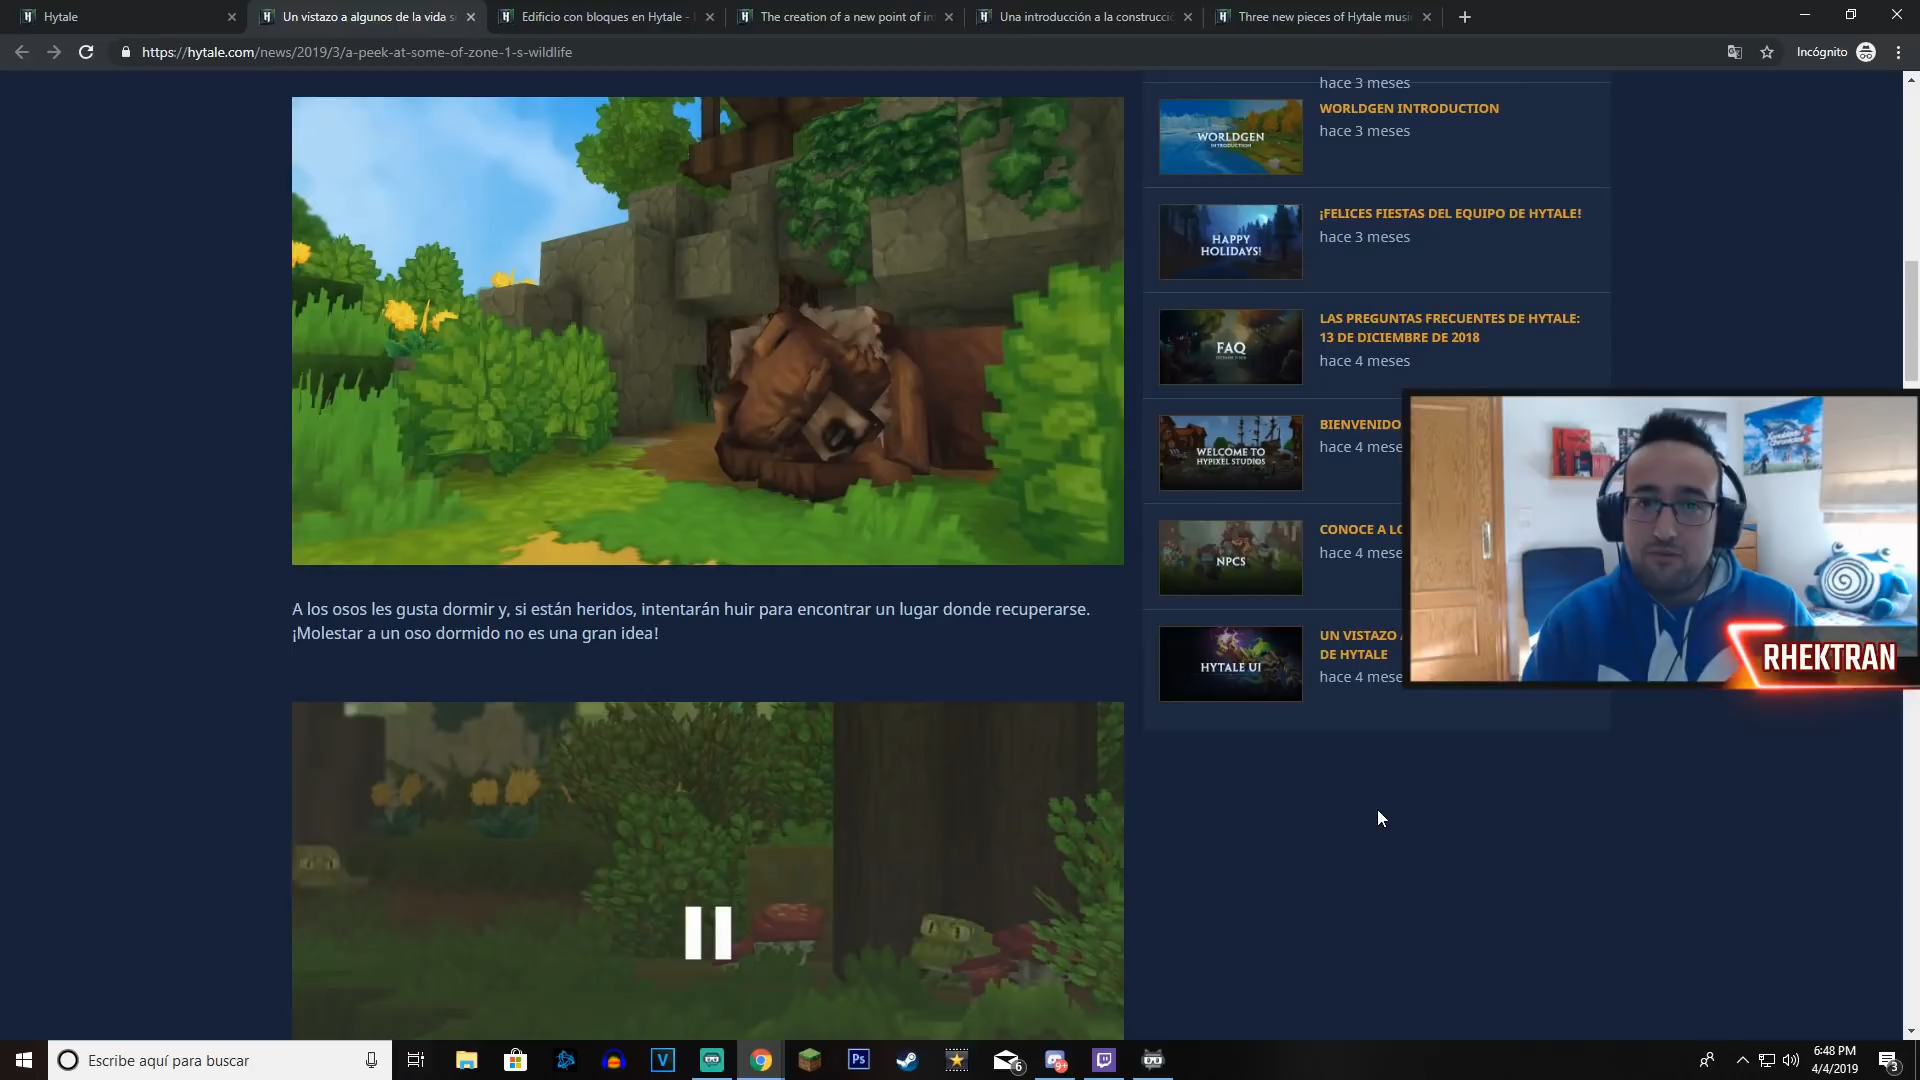 Hytale
Un vistazo a algunos de la vida si
Edificio con bloques en Hytale -
The creation of a new point of in
Una introducción a la construcció
Three new pieces of Hytale musi
https://hytale.com/news/2019/3/a-peek-at-some-of-zone-1-s-wildlife
Incógnito
hace 3 meses
WORLDGEN
INTRODUCTION
WORLDGEN INTRODUCTION
hace 3 meses
HAPPY
HOLIDAYS!
¡FELICES FIESTAS DEL EQUIPO DE HYTALE!
hace 3 meses
FAQ
LAS PREGUNTAS FRECUENTES DE HYTALE:
13 DE DICIEMBRE DE 2018
hace 4 meses
WELCOME TO
HYPIXEL STUDIOS
BIENVENIDO
hace 4 mese
NPCS
CONOCE A LO
hace 4 mese
HYTALE UI
UN VISTAZO A
DE HYTALE
hace 4 mese
RHEKTRAN
A los osos les gusta dormir y, si están heridos, intentarán huir para encontrar un lugar donde recuperarse.
¡Molestar a un oso dormido no es una gran idea!
Escribe aquí para buscar
V
Ps
6
9+
6:48 PM
4/4/2019
3